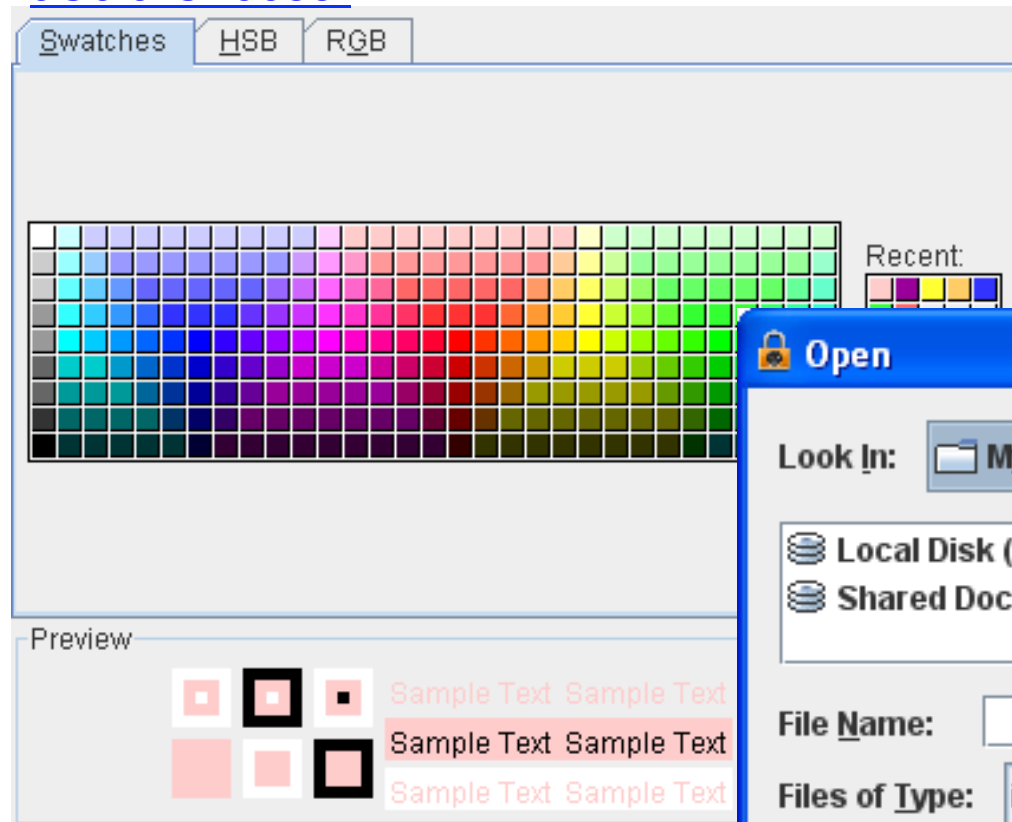 Swatches HSB RGB
Recent:
Open
Look In:
Local Disk (
Shared Doc
Preview
Sample Text Sample Text
Sample Text Sample Text
Sample Text Sample Text
File Name:
Files of Type: